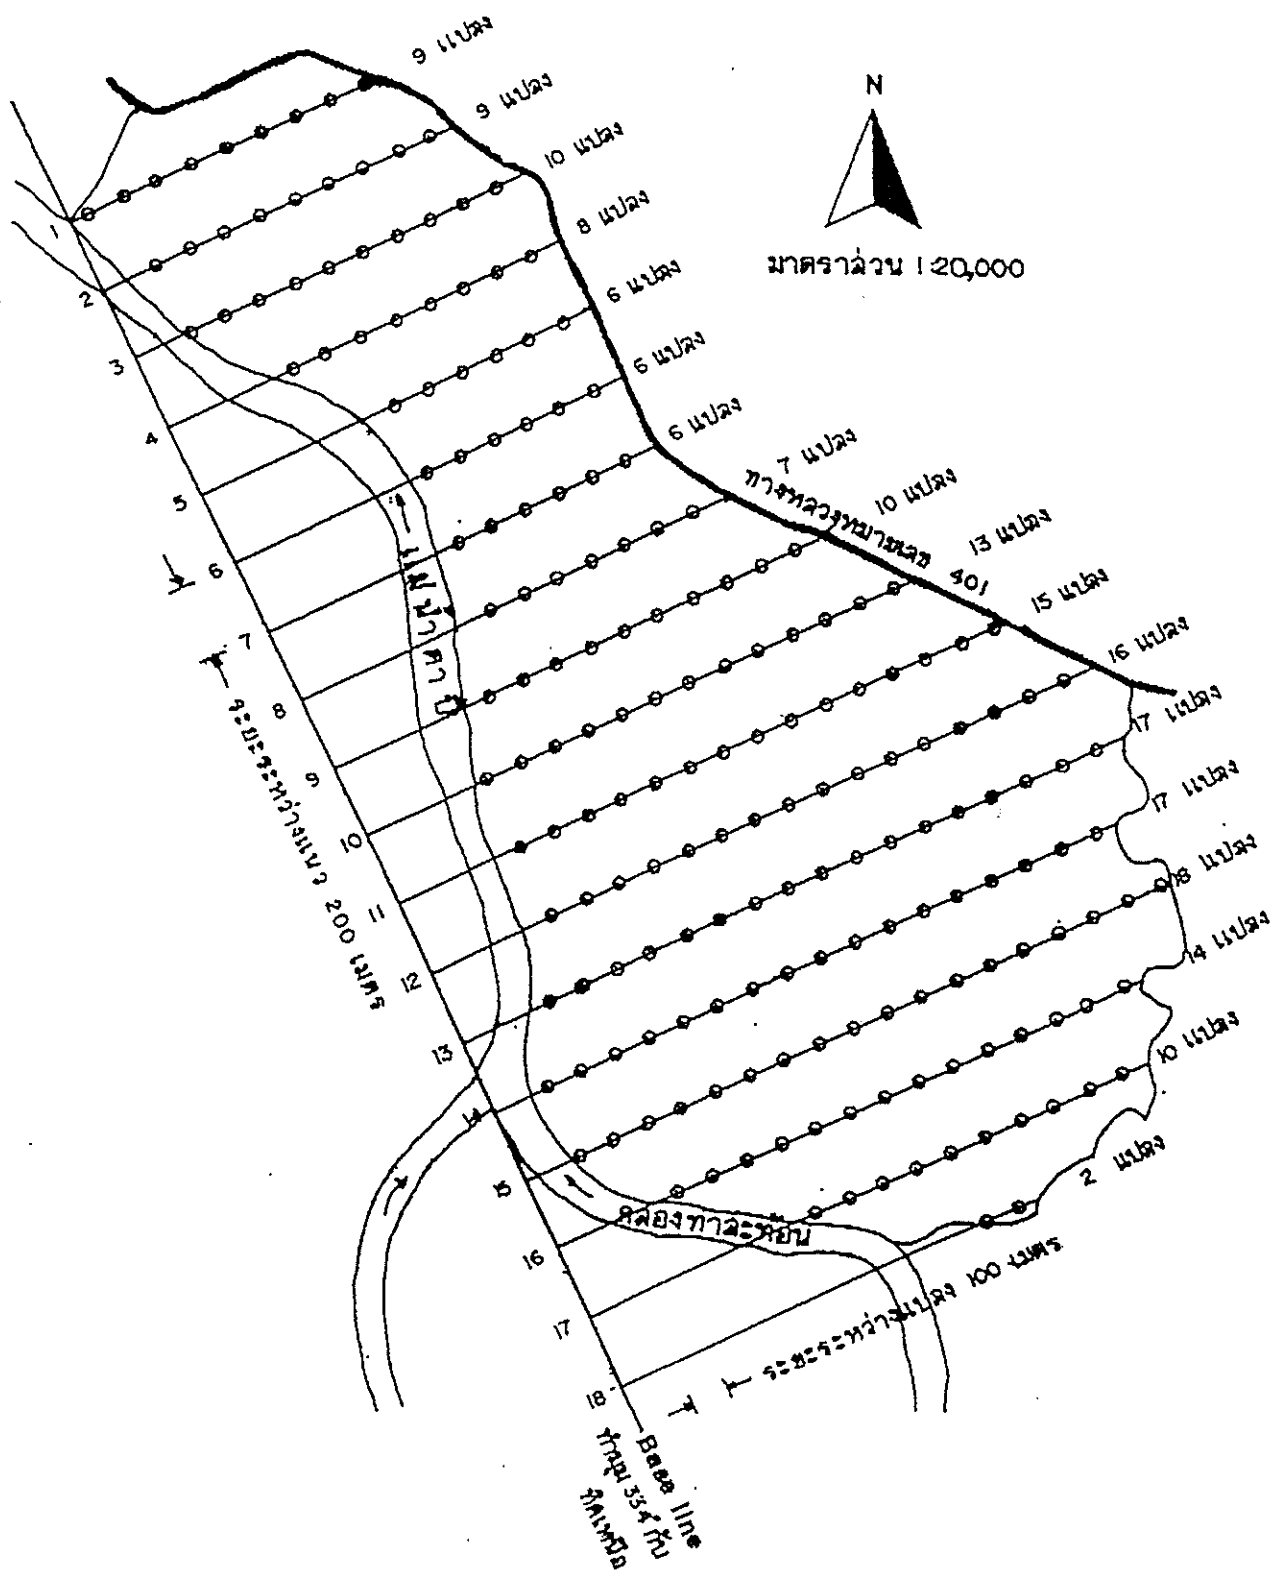 9 แปลง
9 แปลง
10 แปลง
8 แปลง
6 แปลง
6 แปลง
6 แปลง
7 แปลง
10 แปลง
13 แปลง
15 แปลง
16 แปลง
17 แปลง
17 แปลง
18 แปลง
14 แปลง
10 แปลง
2 แปลง
N
มาตราส่วน 1:20,000
ทางหลวงหมายเลข 401
แม่น้ำตาปี
1
2
3
4
5
6
7
8
9
10
11
12
13
14
15
16
17
18
ระยะระหว่างแนว 200 เมตร
คลองท่าละห้อน
ระยะระหว่างแปลง 100 เมตร
Base line
ทำมุม 334° กับ
ทิศเหนือ